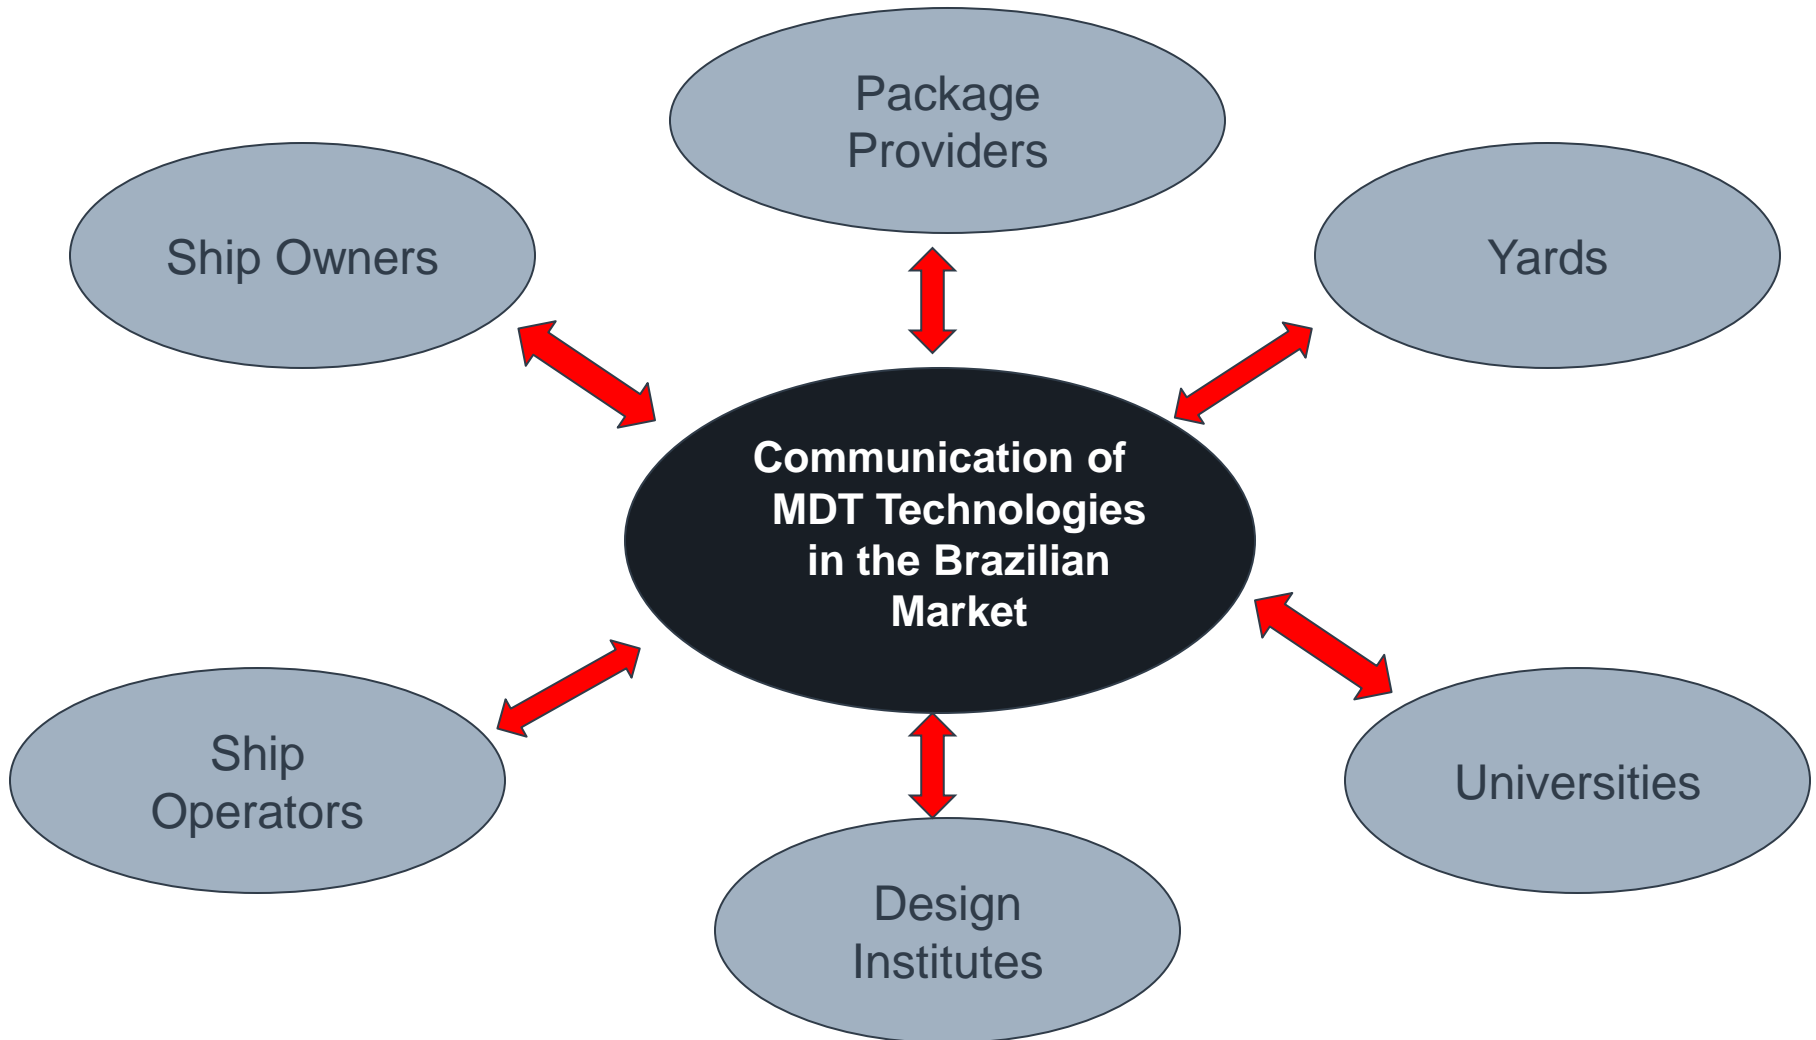 Package
Providers
Ship Owners
Yards
Communication of
MDT Technologies
in the Brazilian
Market
Ship
Operators
Universities
Design
Institutes